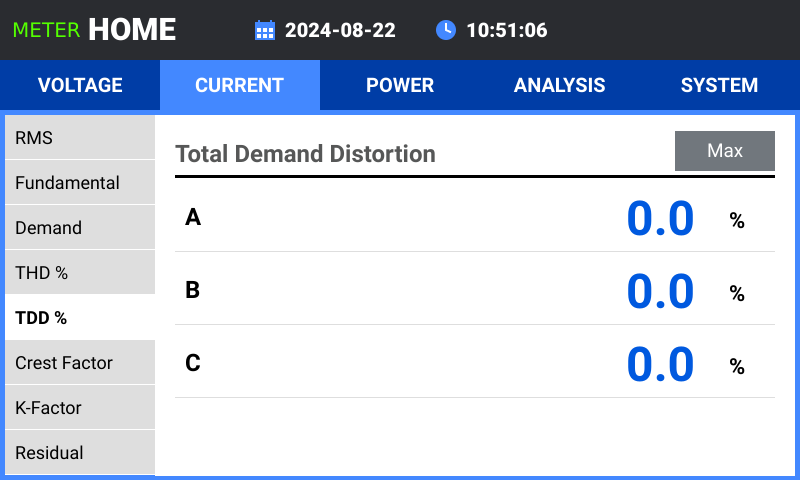 METER HOME 2024-08-22 10:51:06
VOLTAGE CURRENT POWER ANALYSIS SYSTEM
RMS
Fundamental
Demand
THD %
TDD %
Crest Factor
K-Factor
Residual
Total Demand Distortion Max
A 0.0 %
B 0.0 %
C 0.0 %